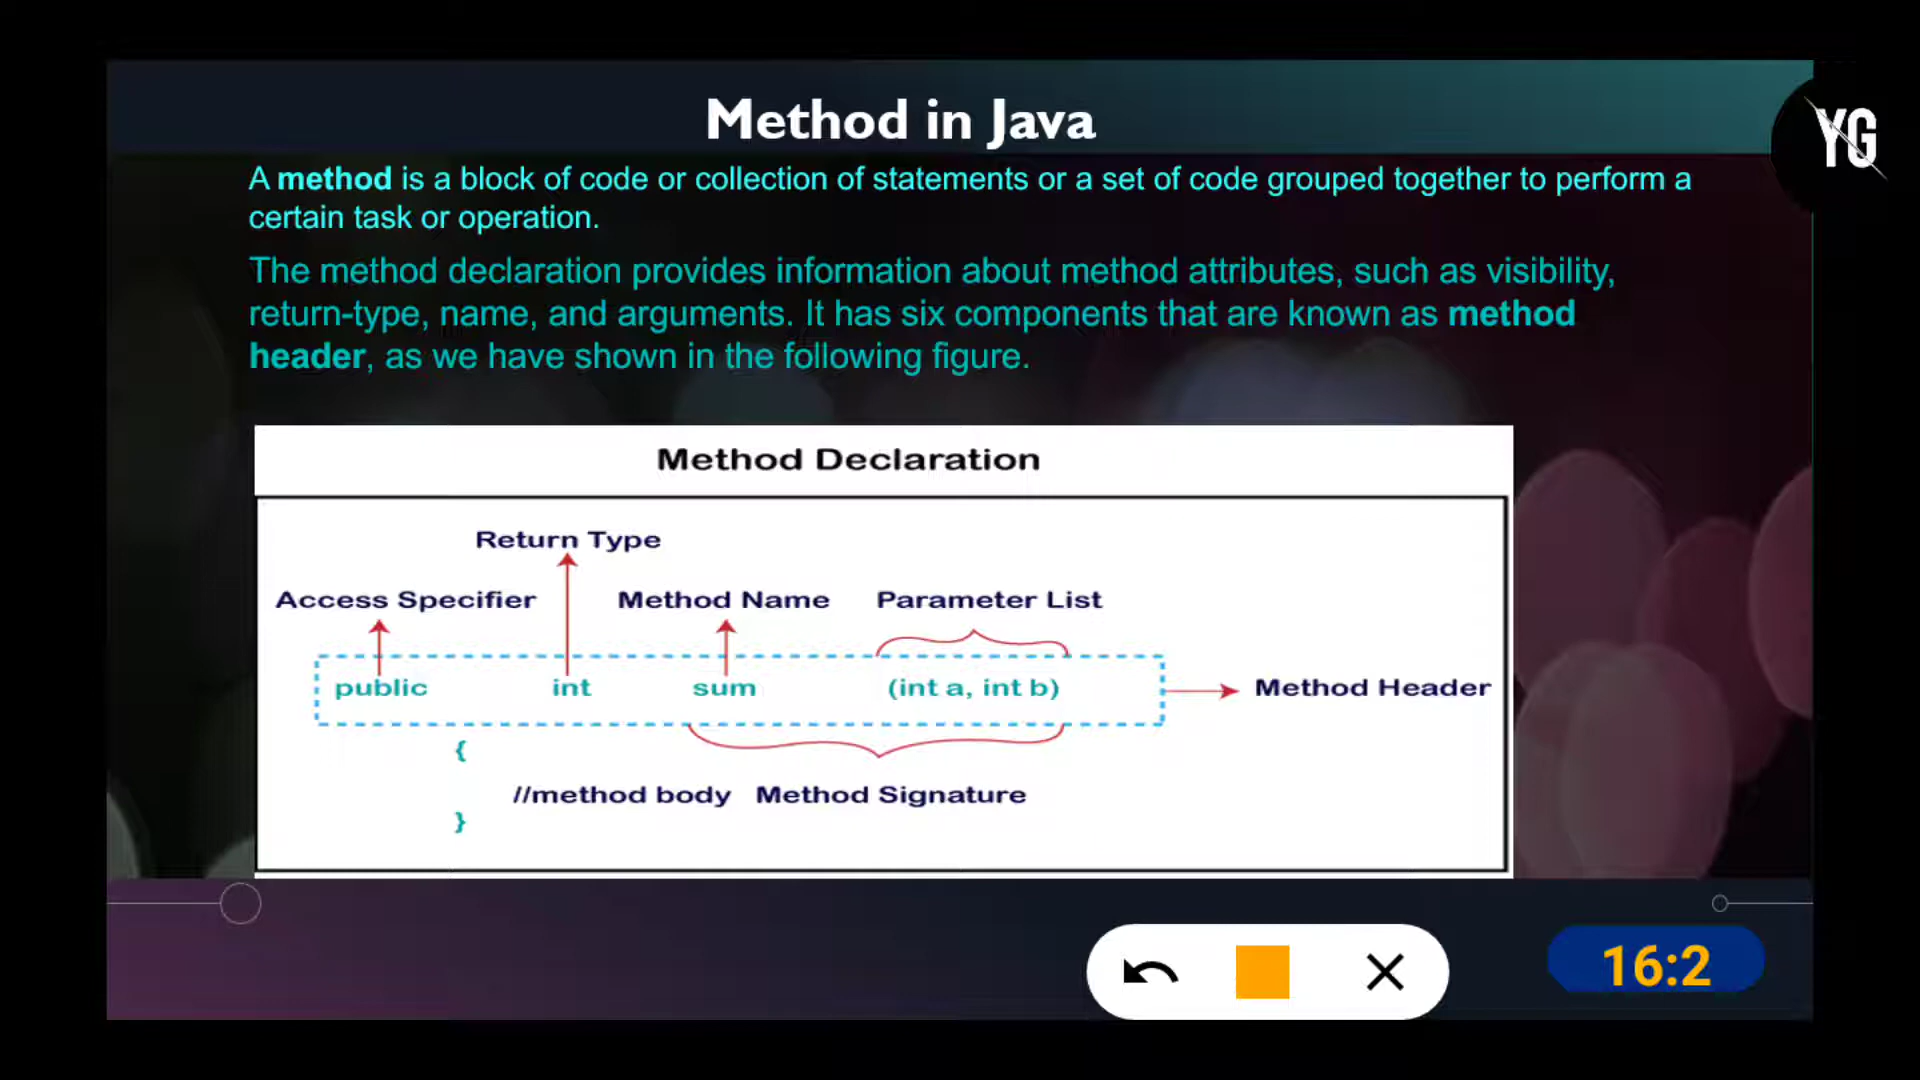 Method in Java
YG
A method is a block of code or collection of statements or a set of code grouped together to perform a
certain task or operation.
The method declaration provides information about method attributes, such as visibility,
return-type, name, and arguments. It has six components that are known as method
header, as we have shown in the following figure.
Method Declaration
Return Type
Access Specifier Method Name Parameter List
public int sum (int a, int b) Method Header
{
//method body Method Signature
}
16:2